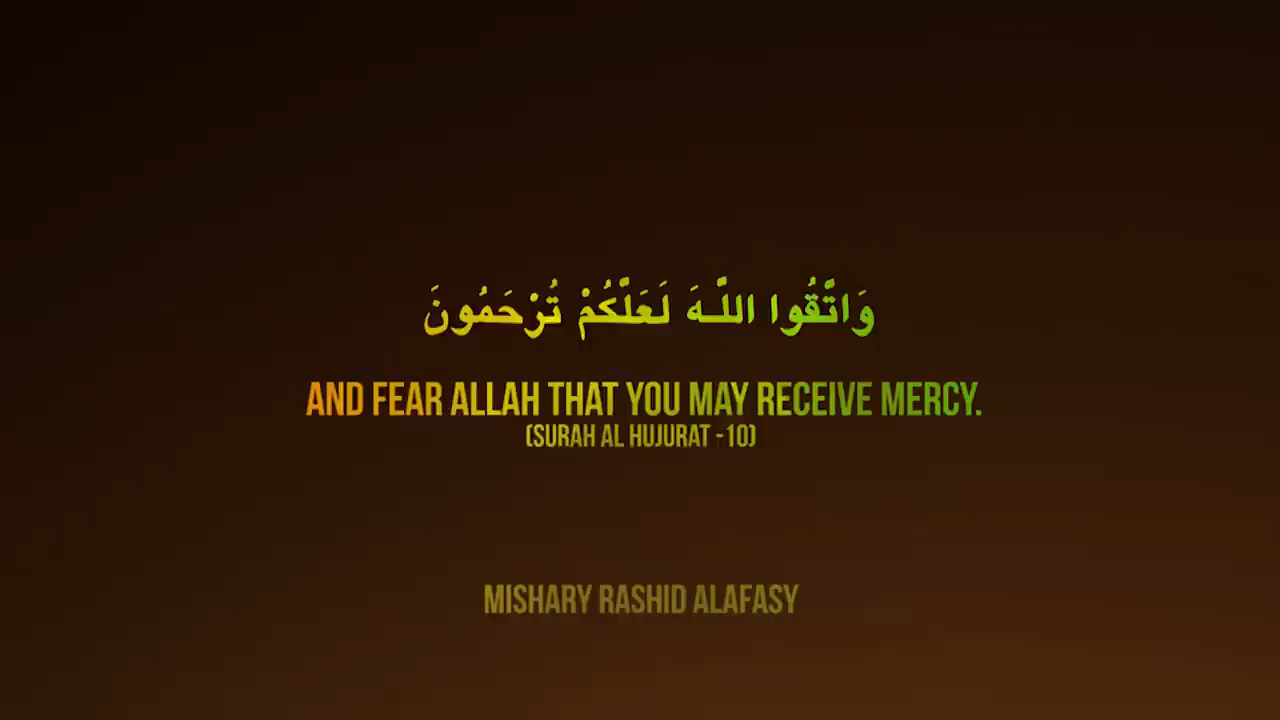 وَاتَّقُوا اللَّـهَ لَعَلَّكُمْ تُرْحَمُونَ
AND FEAR ALLAH THAT YOU MAY RECEIVE MERCY.
(SURAH AL HUJURAT -10)
MISHARY RASHID ALAFASY